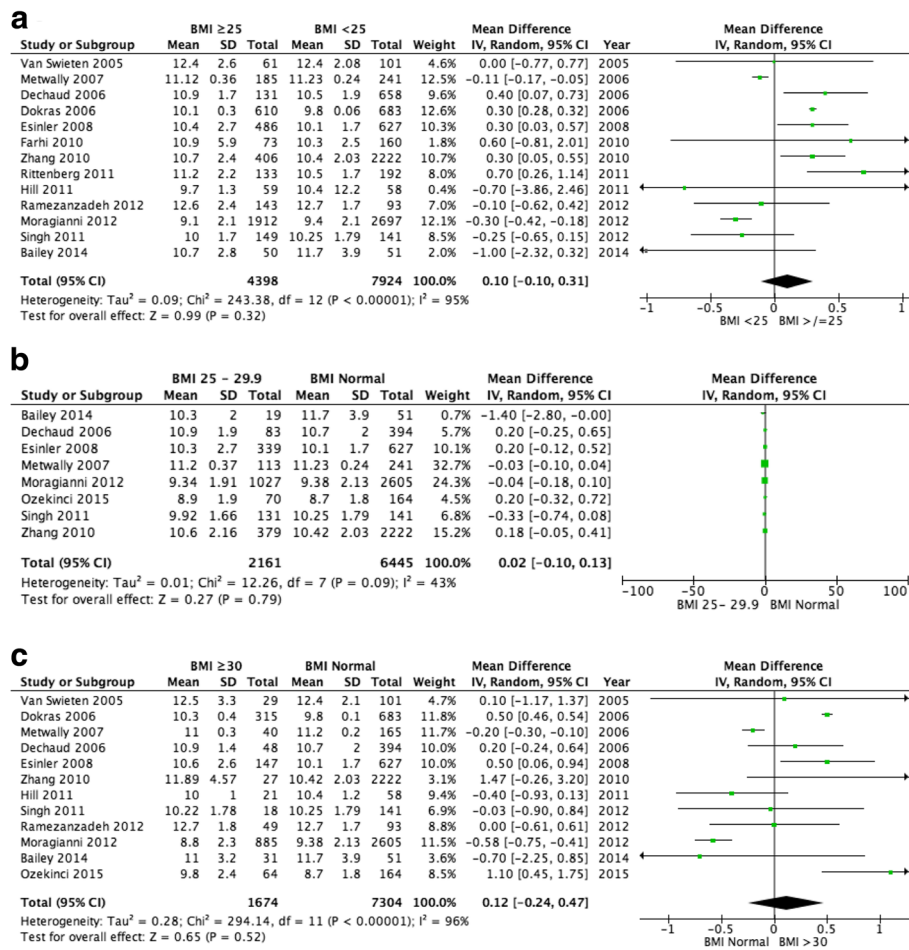 a
BMI ≥25 BMI <25 Mean Difference Mean Difference
Study or Subgroup Mean SD Total Mean SD Total Weight IV, Random, 95% CI Year IV, Random, 95% CI
Van Swieten 2005 12.4 2.6 61 12.4 2.08 101 4.6% 0.00 [-0.77, 0.77] 2005
Metwally 2007 11.12 0.36 185 11.23 0.24 241 12.5% -0.11 [-0.17, -0.05] 2006
Dechaud 2006 10.9 1.7 131 10.5 1.9 658 9.6% 0.40 [0.07, 0.73] 2006
Dokras 2006 10.1 0.3 610 9.8 0.06 683 12.6% 0.30 [0.28, 0.32] 2006
Esinler 2008 10.4 2.7 486 10.1 1.7 627 10.3% 0.30 [0.03, 0.57] 2008
Farhi 2010 10.9 5.9 73 10.3 2.5 160 1.8% 0.60 [-0.81, 2.01] 2010
Zhang 2010 10.7 2.4 406 10.4 2.03 2222 10.7% 0.30 [0.05, 0.55] 2010
Rittenberg 2011 11.2 2.2 133 10.5 1.7 192 8.0% 0.70 [0.26, 1.14] 2011
Hill 2011 9.7 1.3 59 10.4 12.2 58 0.4% -0.70 [-3.86, 2.46] 2011
Ramezanzadeh 2012 12.6 2.4 143 12.7 1.7 93 7.0% -0.10 [-0.62, 0.42] 2012
Moragianni 2012 9.1 2.1 1912 9.4 2.1 2697 12.1% -0.30 [-0.42, -0.18] 2012
Singh 2011 10 1.7 149 10.25 1.79 141 8.5% -0.25 [-0.65, 0.15] 2012
Bailey 2014 10.7 2.8 50 11.7 3.9 51 2.0% -1.00 [-2.32, 0.32] 2014
Total (95% CI) 4398 7924 100.0% 0.10 [-0.10, 0.31]
Heterogeneity: Tau² = 0.09; Chi² = 243.38, df = 12 (P < 0.00001); I² = 95%
Test for overall effect: Z = 0.99 (P = 0.32)
-1 -0.5 0 0.5 1
BMI <25 BMI >/=25
b
BMI 25 - 29.9 BMI Normal Mean Difference Mean Difference
Study or Subgroup Mean SD Total Mean SD Total Weight IV, Random, 95% CI IV, Random, 95% CI
Bailey 2014 10.3 2 19 11.7 3.9 51 0.7% -1.40 [-2.80, -0.00]
Dechaud 2006 10.9 1.9 83 10.7 2 394 5.7% 0.20 [-0.25, 0.65]
Esinler 2008 10.3 2.7 339 10.1 1.7 627 10.1% 0.20 [-0.12, 0.52]
Metwally 2007 11.2 0.37 113 11.23 0.24 241 32.7% -0.03 [-0.10, 0.04]
Moragianni 2012 9.34 1.91 1027 9.38 2.13 2605 24.3% -0.04 [-0.18, 0.10]
Ozekinci 2015 8.9 1.9 70 8.7 1.8 164 4.5% 0.20 [-0.32, 0.72]
Singh 2011 9.92 1.66 131 10.25 1.79 141 6.8% -0.33 [-0.74, 0.08]
Zhang 2010 10.6 2.16 379 10.42 2.03 2222 15.2% 0.18 [-0.05, 0.41]
Total (95% CI) 2161 6445 100.0% 0.02 [-0.10, 0.13]
Heterogeneity: Tau² = 0.01; Chi² = 12.26, df = 7 (P = 0.09); I² = 43%
Test for overall effect: Z = 0.27 (P = 0.79)
-100 -50 0 50 100
BMI 25- 29.9 BMI Normal
c
BMI ≥30 BMI Normal Mean Difference Mean Difference
Study or Subgroup Mean SD Total Mean SD Total Weight IV, Random, 95% CI Year IV, Random, 95% CI
Van Swieten 2005 12.5 3.3 29 12.4 2.1 101 4.7% 0.10 [-1.17, 1.37] 2005
Dokras 2006 10.3 0.4 315 9.8 0.1 683 11.8% 0.50 [0.46, 0.54] 2006
Metwally 2007 11 0.3 40 11.2 0.2 165 11.7% -0.20 [-0.30, -0.10] 2006
Dechaud 2006 10.9 1.4 48 10.7 2 394 10.0% 0.20 [-0.24, 0.64] 2006
Esinler 2008 10.6 2.6 147 10.1 1.7 627 10.0% 0.50 [0.06, 0.94] 2008
Zhang 2010 11.89 4.57 27 10.42 2.03 2222 3.1% 1.47 [-0.26, 3.20] 2010
Hill 2011 10 1 21 10.4 1.2 58 9.4% -0.40 [-0.93, 0.13] 2011
Singh 2011 10.22 1.78 18 10.25 1.79 141 7.0% -0.03 [-0.90, 0.84] 2012
Ramezanzadeh 2012 12.7 1.8 49 12.7 1.7 93 8.8% 0.00 [-0.61, 0.61] 2012
Moragianni 2012 8.8 2.3 885 9.38 2.13 2605 11.5% -0.58 [-0.75, -0.41] 2012
Bailey 2014 11 3.2 31 11.7 3.9 51 3.6% -0.70 [-2.25, 0.85] 2014
Ozekinci 2015 9.8 2.4 64 8.7 1.8 164 8.5% 1.10 [0.45, 1.75] 2015
Total (95% CI) 1674 7304 100.0% 0.12 [-0.24, 0.47]
Heterogeneity: Tau² = 0.28; Chi² = 294.14, df = 11 (P < 0.00001); I² = 96%
Test for overall effect: Z = 0.65 (P = 0.52)
-1 -0.5 0 0.5 1
BMI Normal BMI >30